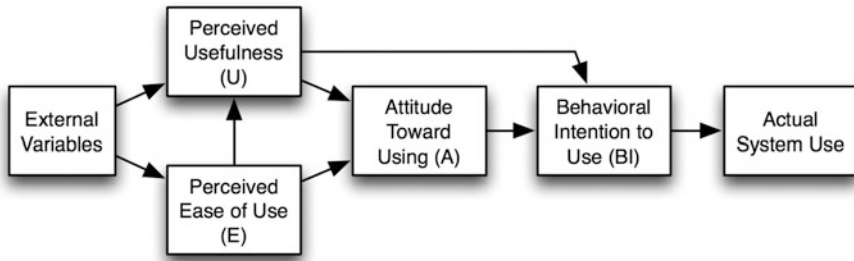 External
Variables
Perceived
Usefulness
(U)
Perceived
Ease of Use
(E)
Attitude
Toward
Using (A)
Behavioral
Intention to
Use (BI)
Actual
System Use